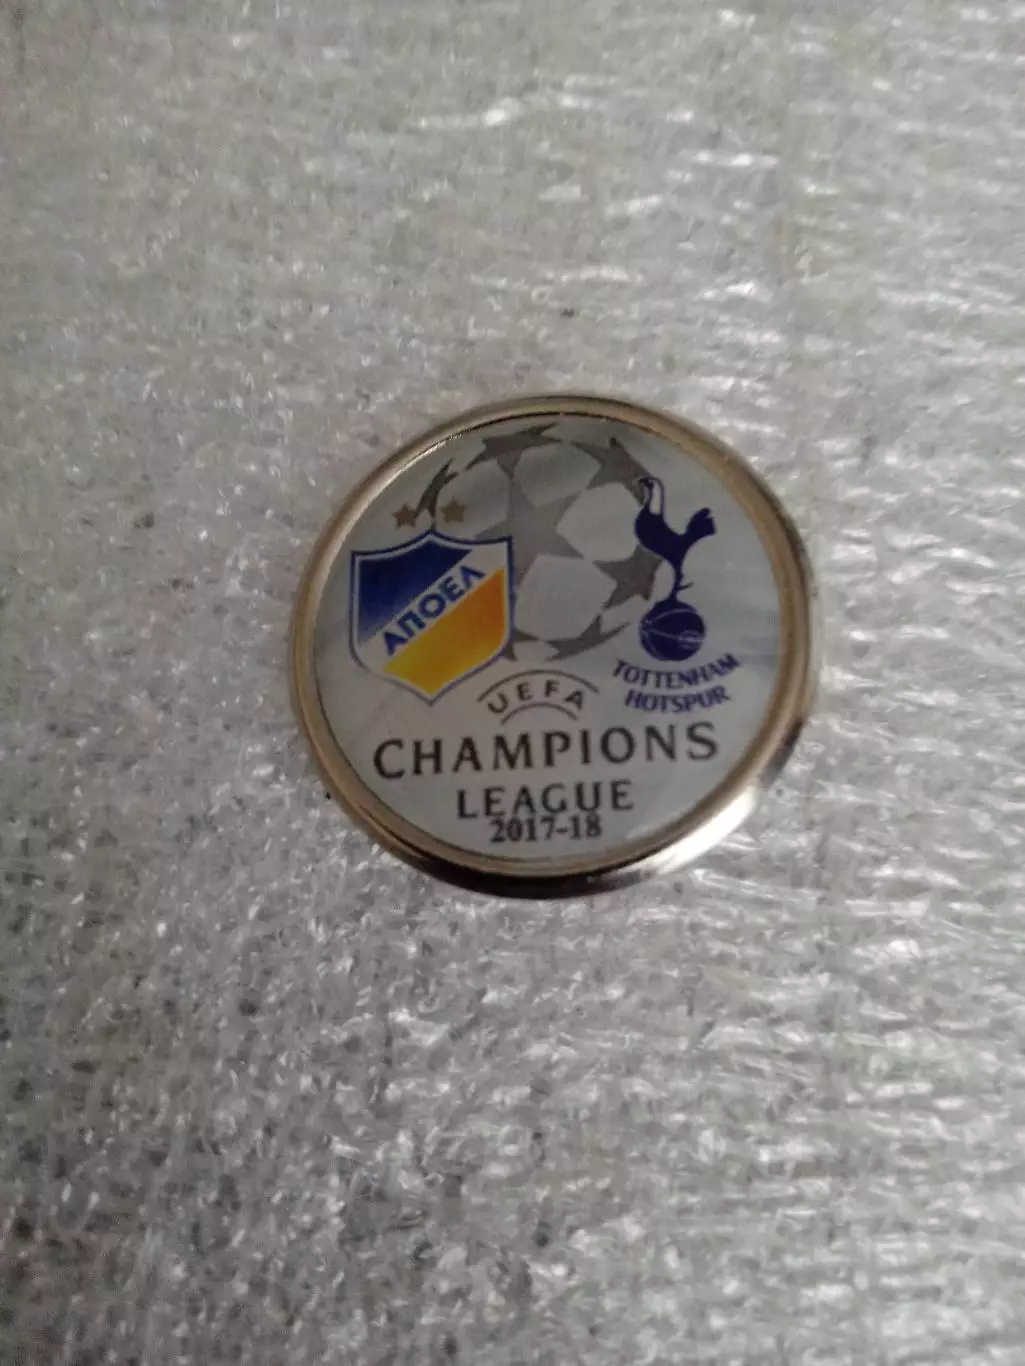 ΑΠΟΕΛ
TOTTENHAM
HOTSPUR
UEFA
CHAMPIONS
LEAGUE
2017-18